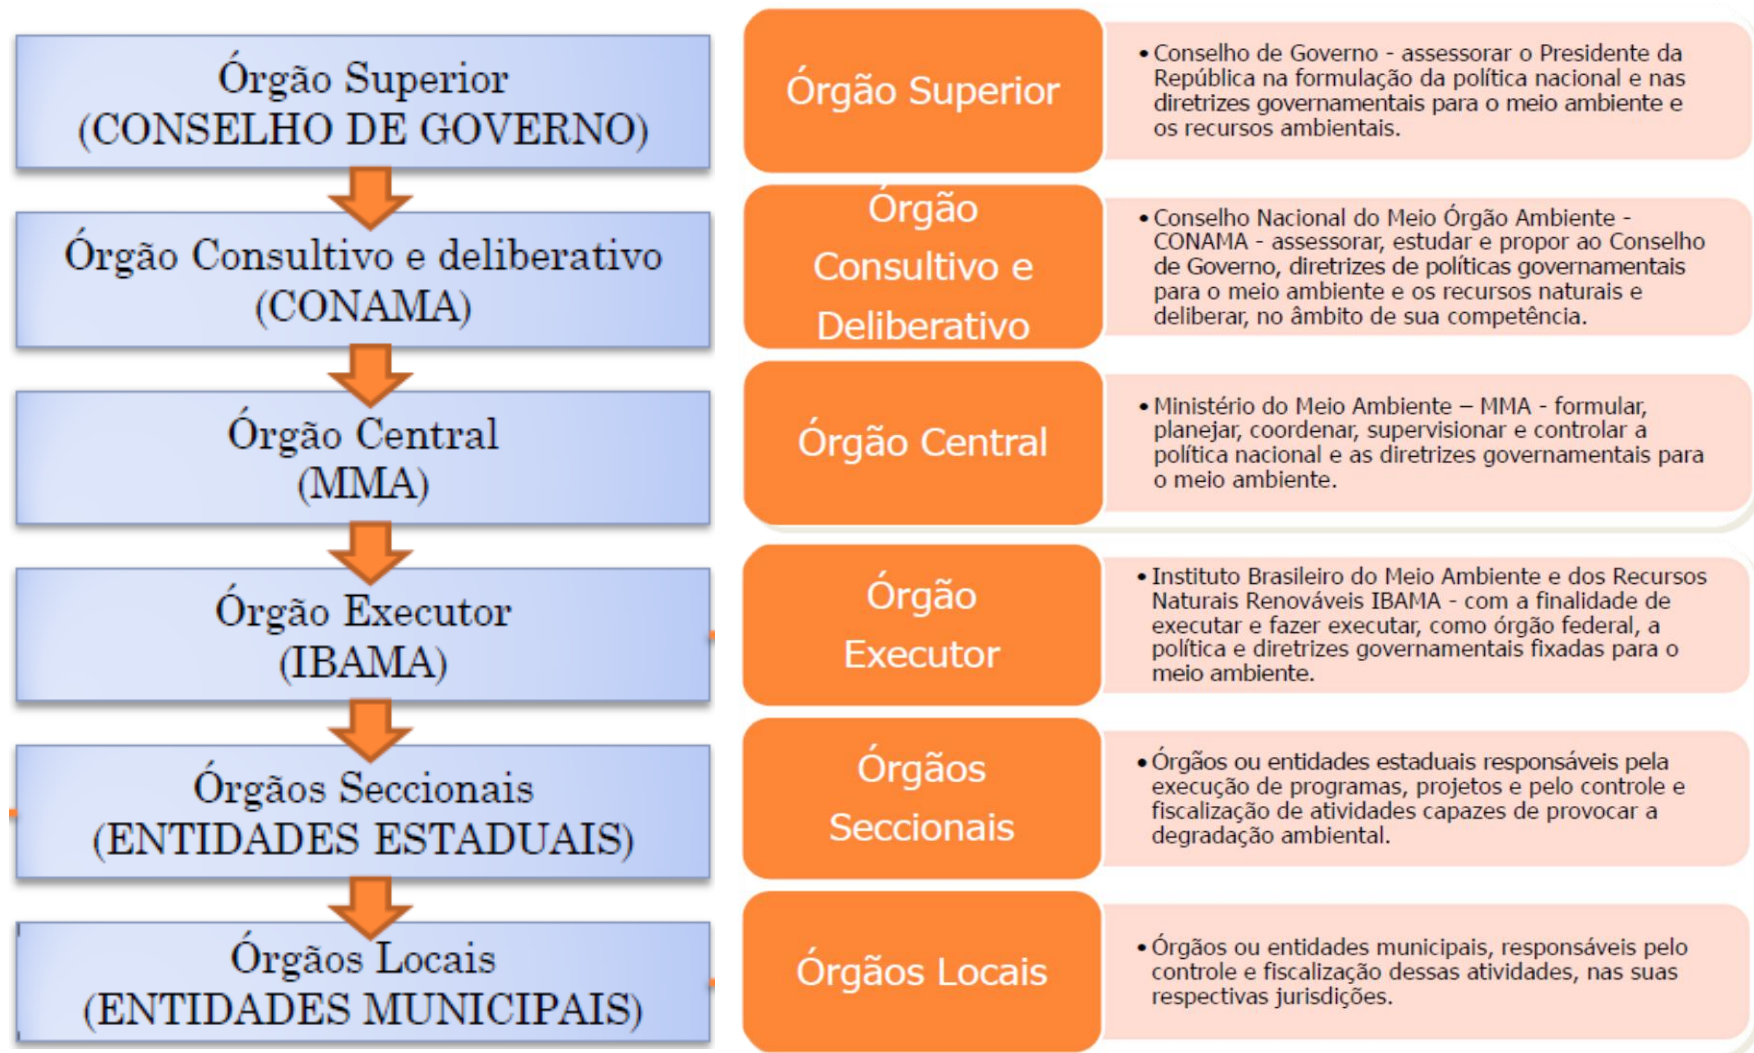 Órgão Superior
(CONSELHO DE GOVERNO)
Órgão Consultivo e deliberativo
(CONAMA)
Órgão Central
(MMA)
Órgão Executor
(IBAMA)
Órgãos Seccionais
(ENTIDADES ESTADUAIS)
Órgãos Locais
(ENTIDADES MUNICIPAIS)
Órgão Superior
• Conselho de Governo - assessorar o Presidente da
República na formulação da política nacional e nas
diretrizes governamentais para o meio ambiente e
os recursos ambientais.
Órgão
Consultivo e
Deliberativo
• Conselho Nacional do Meio Órgão Ambiente -
CONAMA - assessorar, estudar e propor ao Conselho
de Governo, diretrizes de políticas governamentais
para o meio ambiente e os recursos naturais e
deliberar, no âmbito de sua competência.
Órgão Central
• Ministério do Meio Ambiente – MMA - formular,
planejar, coordenar, supervisionar e controlar a
política nacional e as diretrizes governamentais para
o meio ambiente.
Órgão
Executor
• Instituto Brasileiro do Meio Ambiente e dos Recursos
Naturais Renováveis IBAMA - com a finalidade de
executar e fazer executar, como órgão federal, a
política e diretrizes governamentais fixadas para o
meio ambiente.
Órgãos
Seccionais
• Órgãos ou entidades estaduais responsáveis pela
execução de programas, projetos e pelo controle e
fiscalização de atividades capazes de provocar a
degradação ambiental.
Órgãos Locais
• Órgãos ou entidades municipais, responsáveis pelo
controle e fiscalização dessas atividades, nas suas
respectivas jurisdições.